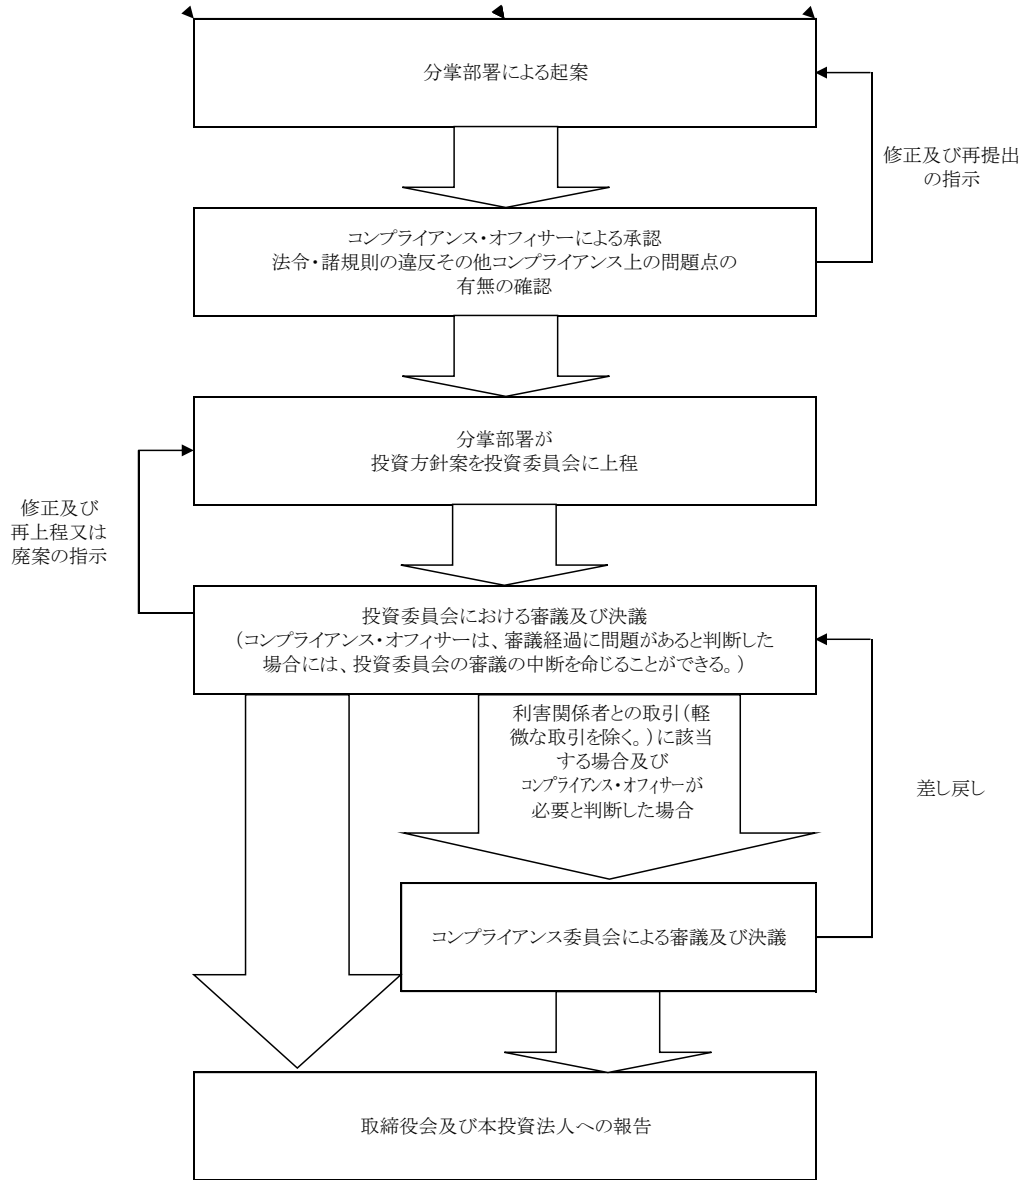 分掌部署による起案
修正及び再提出
の指示
コンプライアンス・オフィサーによる承認
法令・諸規則の違反その他コンプライアンス上の問題点の
有無の確認
分掌部署が
投資方針案を投資委員会に上程
修正及び
再上程又は
廃案の指示
投資委員会における審議及び決議
(コンプライアンス・オフィサーは、審議経過に問題があると判断した
場合には、投資委員会の審議の中断を命じることができる。)
利害関係者との取引(軽
微な取引を除く。)に該当
する場合及び
コンプライアンス・オフィサーが
必要と判断した場合
差し戻し
コンプライアンス委員会による審議及び決議
取締役会及び本投資法人への報告